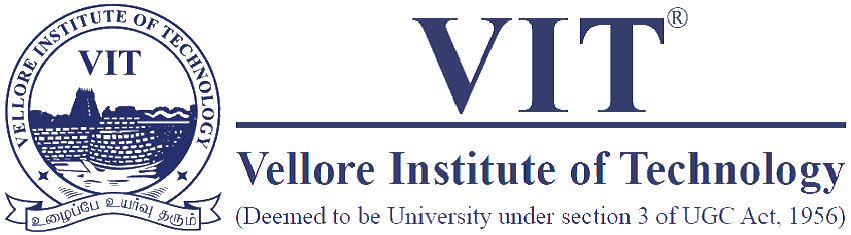 VELLORE INSTITUTE OF TECHNOLOGY
VIT
உழைப்பே உயர்வு தரும்
VIT®
Vellore Institute of Technology
(Deemed to be University under section 3 of UGC Act, 1956)